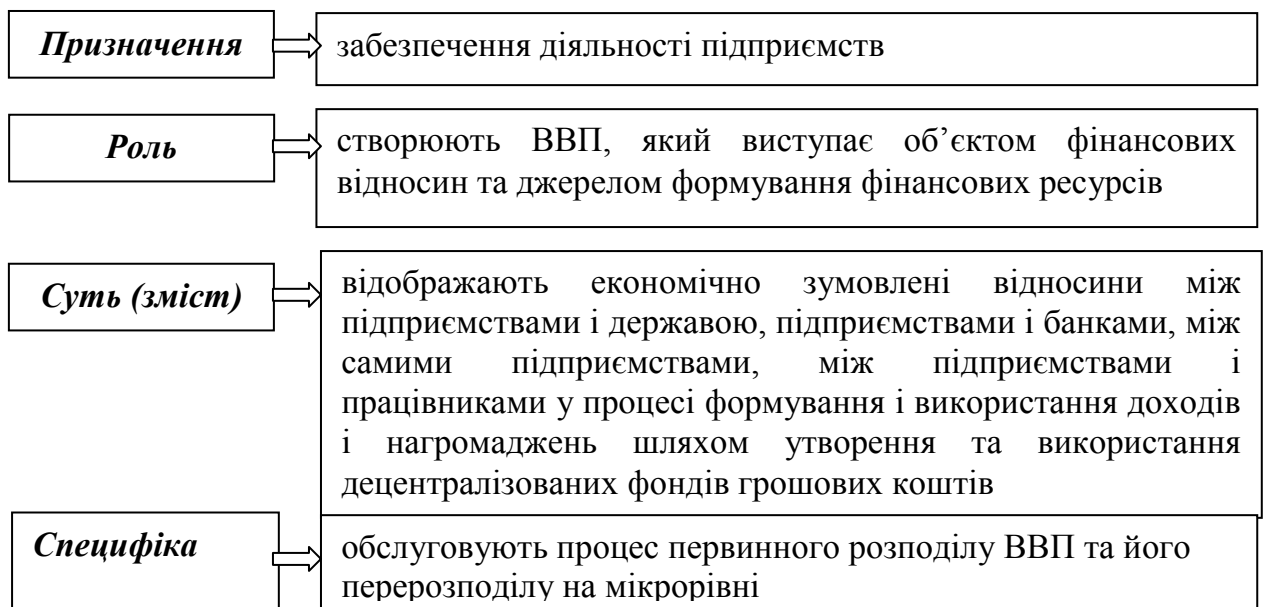 Призначення
забезпечення діяльності підприємств
Роль
створюють ВВП, який виступає об’єктом фінансових
відносин та джерелом формування фінансових ресурсів
Суть (зміст)
відображають економічно зумовлені відносини між
підприємствами і державою, підприємствами і банками, між
самими підприємствами, між підприємствами і
працівниками у процесі формування і використання доходів
і нагромаджень шляхом утворення та використання
децентралізованих фондів грошових коштів
Специфіка
обслуговують процес первинного розподілу ВВП та його
перерозподілу на мікрорівні